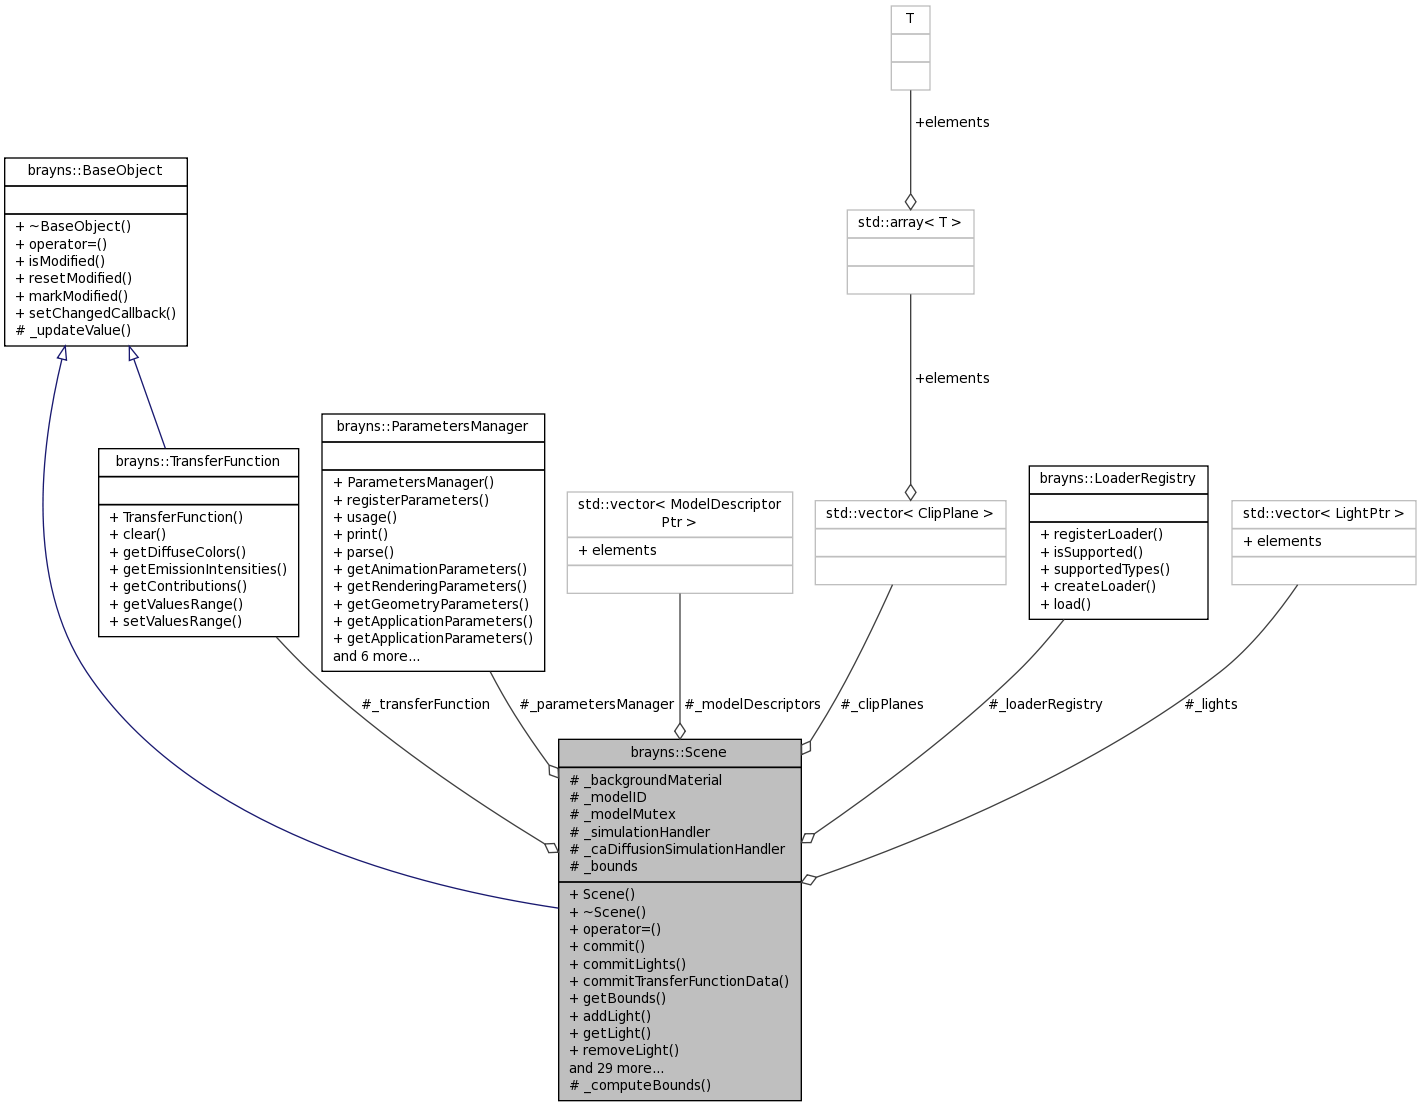 T
+elements
brayns::BaseObject
+ ~BaseObject()
+ operator=()
+ isModified()
+ resetModified()
+ markModified()
+ setChangedCallback()
# _updateValue()
std::array< T >
+elements
brayns::ParametersManager
+ ParametersManager()
+ registerParameters()
+ usage()
+ print()
+ parse()
+ getAnimationParameters()
+ getRenderingParameters()
+ getGeometryParameters()
+ getApplicationParameters()
+ getApplicationParameters()
and 6 more...
brayns::TransferFunction
+ TransferFunction()
+ clear()
+ getDiffuseColors()
+ getEmissionIntensities()
+ getContributions()
+ getValuesRange()
+ setValuesRange()
std::vector< ModelDescriptor
Ptr >
+ elements
std::vector< ClipPlane >
brayns::LoaderRegistry
+ registerLoader()
+ isSupported()
+ supportedTypes()
+ createLoader()
+ load()
std::vector< LightPtr >
+ elements
#_transferFunction
#_parametersManager
#_modelDescriptors
#_clipPlanes
#_loaderRegistry
#_lights
brayns::Scene
# _backgroundMaterial
# _modelID
# _modelMutex
# _simulationHandler
# _caDiffusionSimulationHandler
# _bounds
+ Scene()
+ ~Scene()
+ operator=()
+ commit()
+ commitLights()
+ commitTransferFunctionData()
+ getBounds()
+ addLight()
+ getLight()
+ removeLight()
and 29 more...
# _computeBounds()